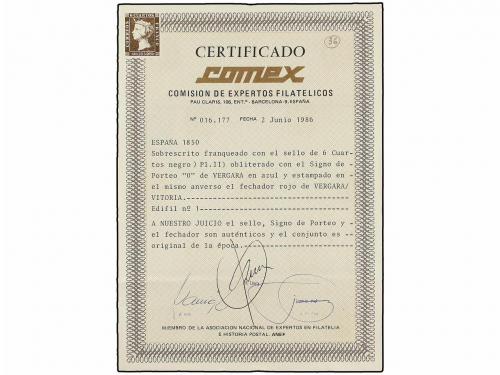 36
CERTIFICADO
comex
COMISION DE EXPERTOS FILATELICOS
PAU CLARIS, 106, ENT.º - BARCELONA-9. ESPAÑA
Nº 016.177 FECHA 2 Junio 1986
ESPAÑA 1850
Sobrescrito franqueado con el sello de 6 Cuar
tos negro) Pl.II) obliterado con el Signo de
Porteo "0" de VERGARA en azul y estampado en
el mismo anverso el fechador rojo de VERGARA/
VITORIA.
Edifil nº 1
A NUESTRO JUICIO el sello, Signo de Porteo y
el fechador son auténticos y el conjunto es
original de la época.
MIEMBRO DE LA ASOCIACION NACIONAL DE EXPERTOS EN FILATELIA
E HISTORIA POSTAL. ANEF